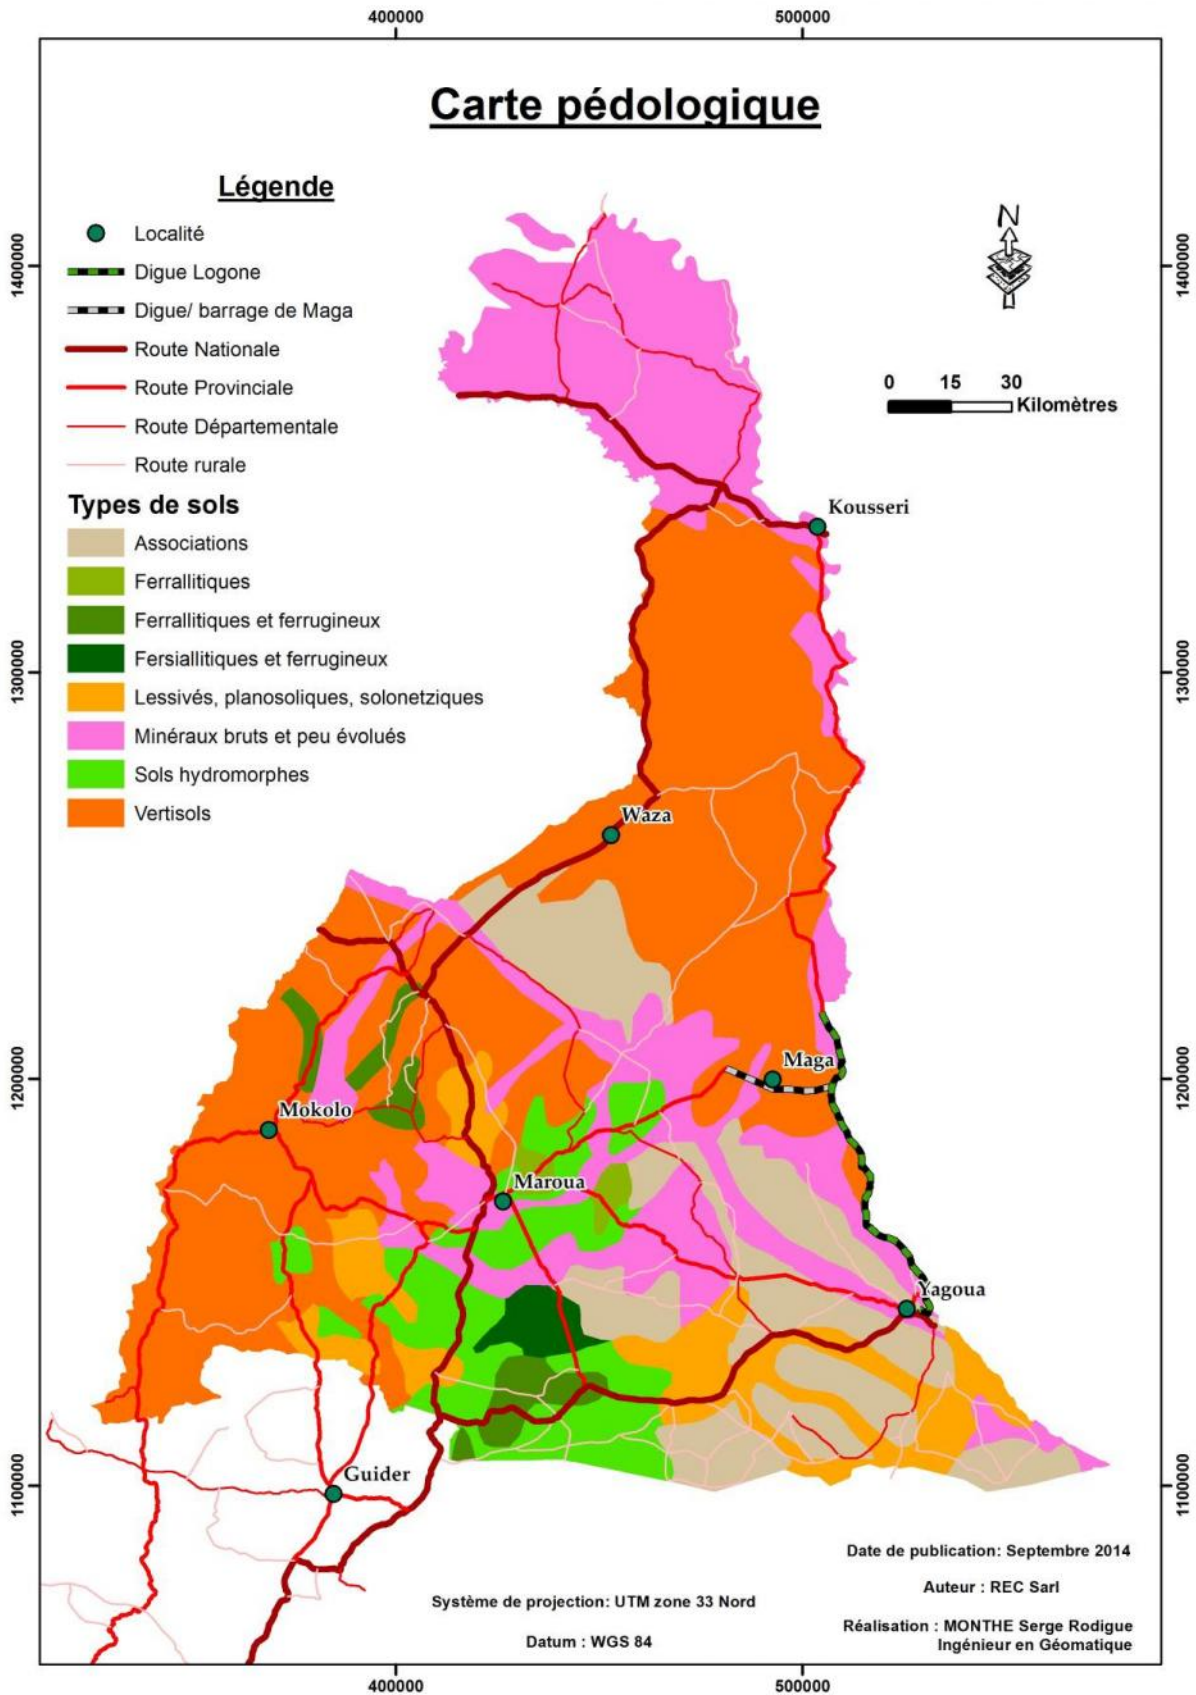 400000
500000
Carte pédologique
Légende
Localité
Digue Logone
Digue/ barrage de Maga
Route Nationale
Route Provinciale
Route Départementale
Route rurale
Types de sols
Associations
Ferrallitiques
Ferrallitiques et ferrugineux
Fersiallitiques et ferrugineux
Lessivés, planosoliques, solonetziques
Minéraux bruts et peu évolués
Sols hydromorphes
Vertisols
N
0 15 30
Kilomètres
1400000
1400000
Kousseri
1300000
1300000
Waza
Maga
1200000
1200000
Mokolo
Maroua
Yagoua
Guider
1100000
1100000
Date de publication: Septembre 2014
Auteur : REC Sarl
Système de projection: UTM zone 33 Nord
Réalisation : MONTHE Serge Rodigue
Ingénieur en Géomatique
Datum : WGS 84
400000
500000